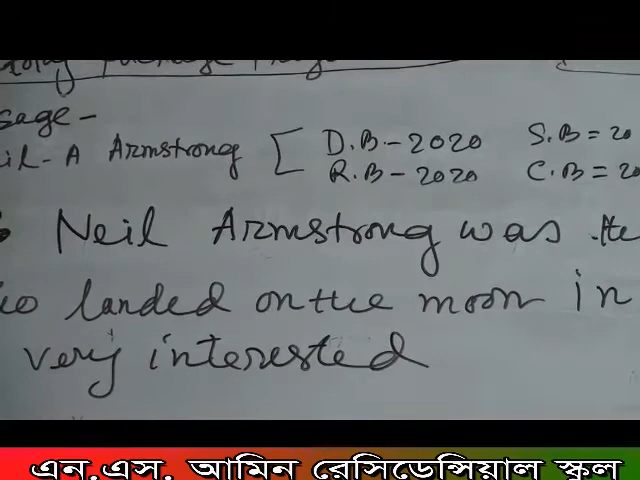 sage -
il - A Armstrong [ D.B - 2020 S.B = 20
R.B - 2020 C.B = 20
Neil Armstrong was the
landed on the moon in
very interested
এন.এস. আমিন রেসিডেন্সিয়াল স্কুল